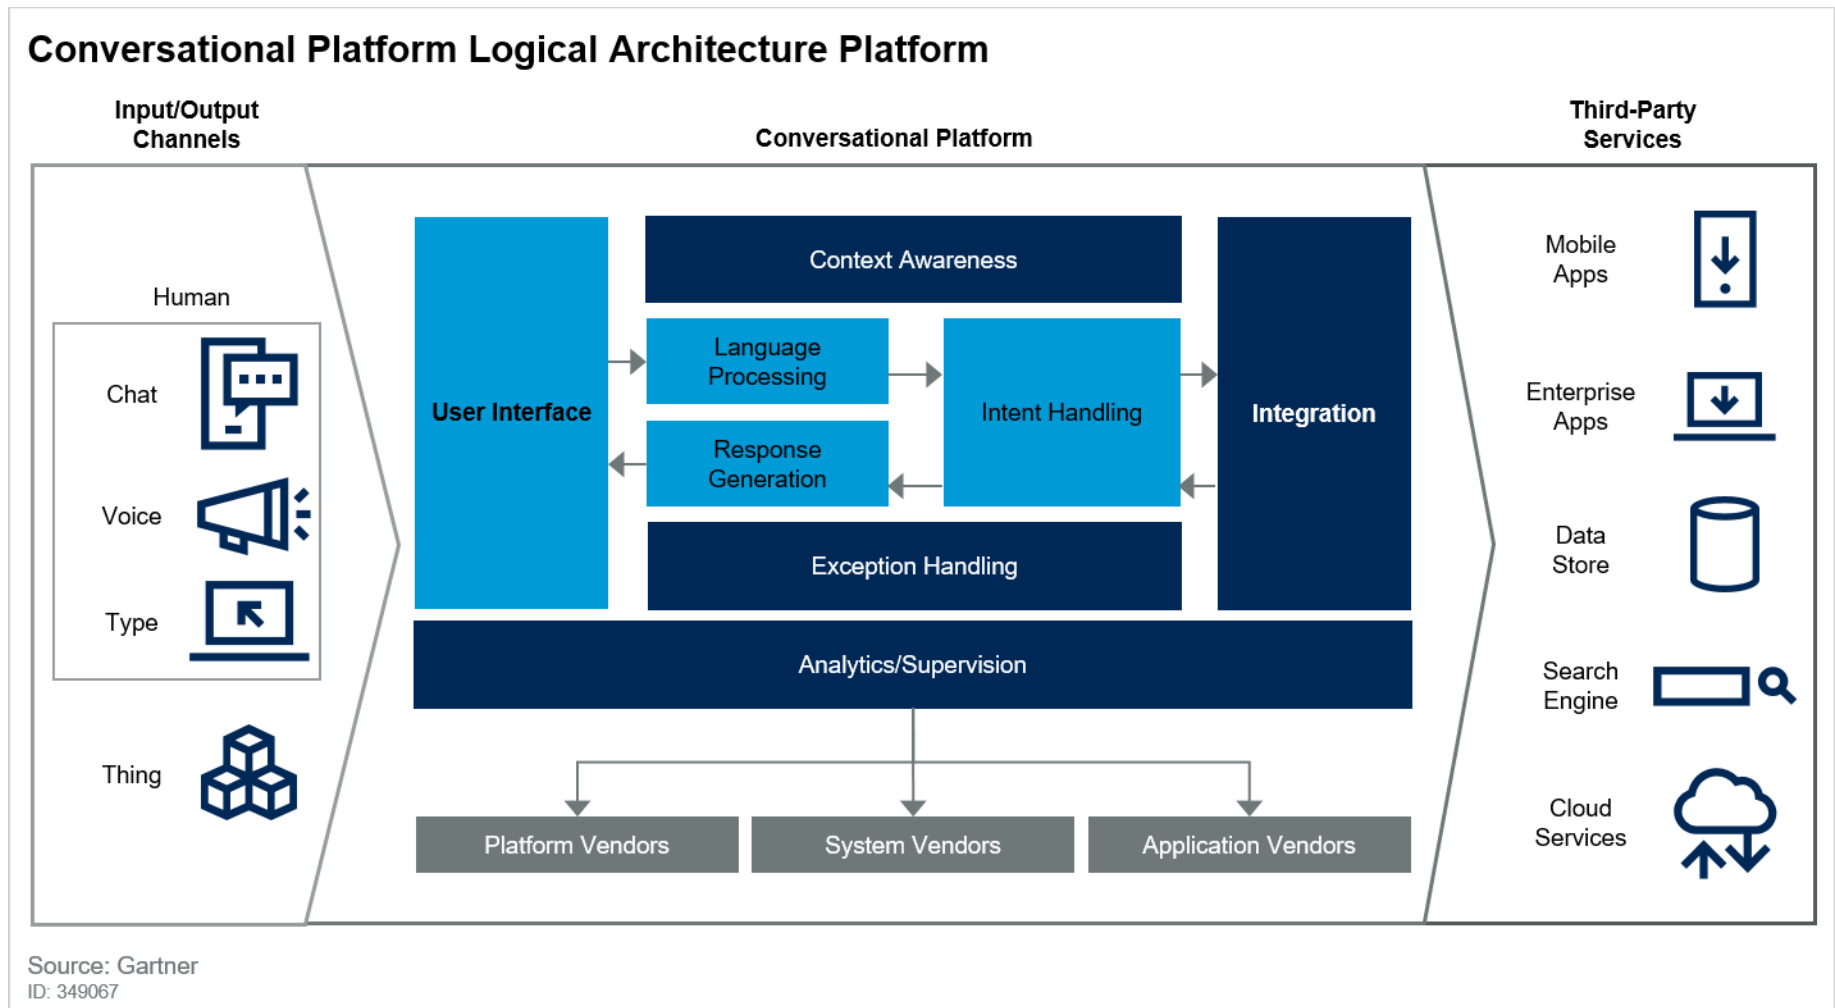 Conversational Platform Logical Architecture Platform
Input/Output
Channels
Conversational Platform
Third-Party
Services
Human
Chat
Voice
Type
Thing
User Interface
Context Awareness
Language
Processing
Response
Generation
Intent Handling
Exception Handling
Integration
Analytics/Supervision
Platform Vendors
System Vendors
Application Vendors
Mobile
Apps
Enterprise
Apps
Data
Store
Search
Engine
Cloud
Services
Source: Gartner
ID: 349067